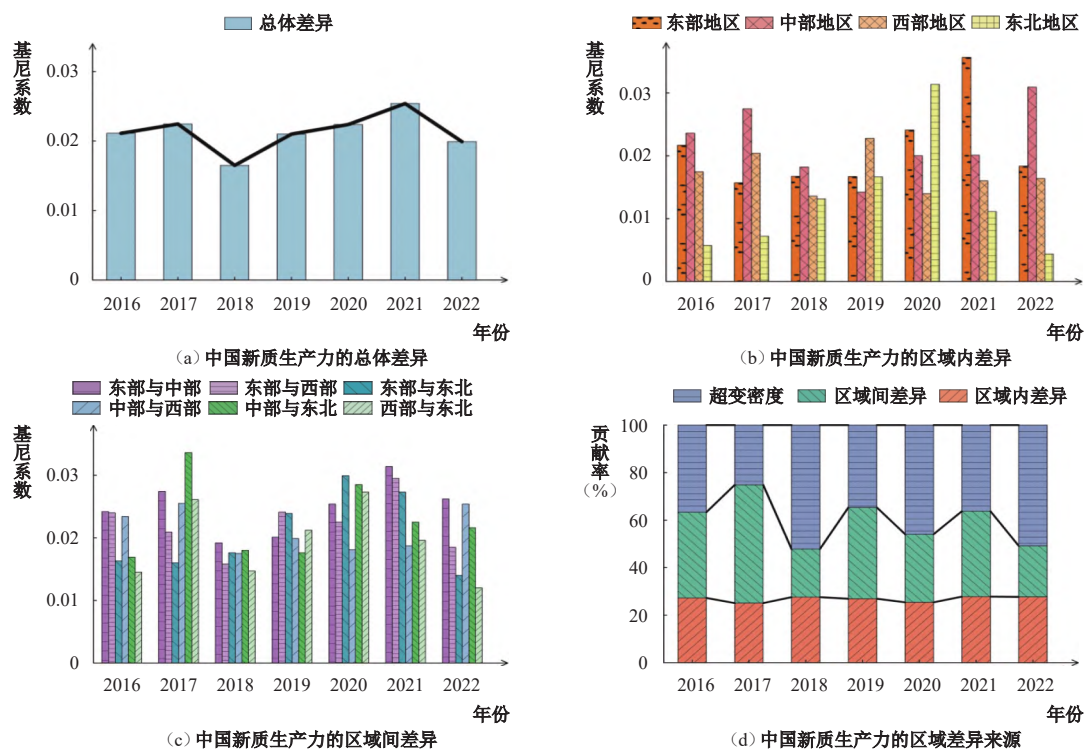 总体差异
基尼系数
0.03
0.02
0.01
0
2016 2017 2018 2019 2020 2021 2022
年份
(a)中国新质生产力的总体差异
东部地区 中部地区 西部地区 东北地区
基尼系数
0.03
0.02
0.01
0
2016 2017 2018 2019 2020 2021 2022
年份
(b)中国新质生产力的区域内差异
东部与中部 东部与西部 东部与东北
中部与西部 中部与东北 西部与东北
基尼系数
0.03
0.02
0.01
0
2016 2017 2018 2019 2020 2021 2022
年份
(c)中国新质生产力的区域间差异
超变密度 区域间差异 区域内差异
贡献率
(%)
100
80
60
40
20
0
2016 2017 2018 2019 2020 2021 2022
年份
(d)中国新质生产力的区域差异来源